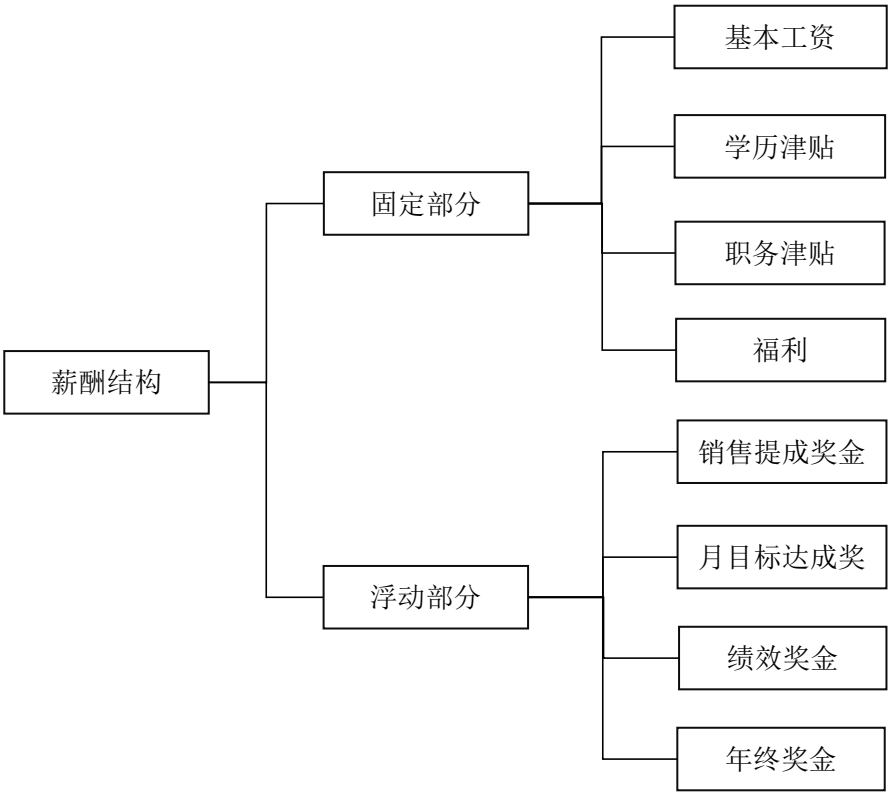 薪酬结构
固定部分
基本工资
学历津贴
职务津贴
福利
浮动部分
销售提成奖金
月目标达成奖
绩效奖金
年终奖金